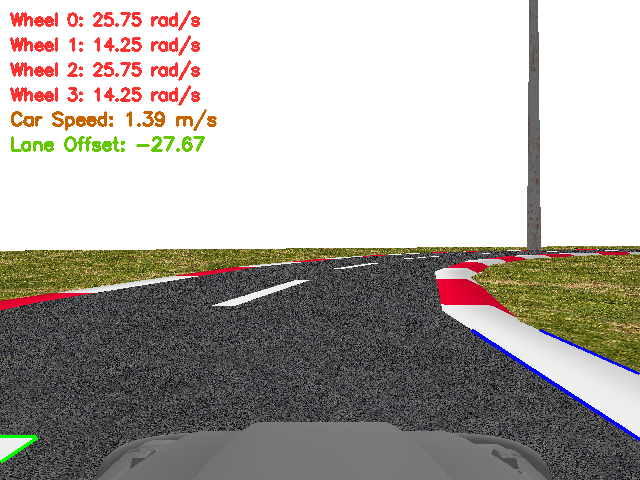 Wheel 0: 25.75 rad/s
Wheel 1: 14.25 rad/s
Wheel 2: 25.75 rad/s
Wheel 3: 14.25 rad/s
Car Speed: 1.39 m/s
Lane Offset: -27.67